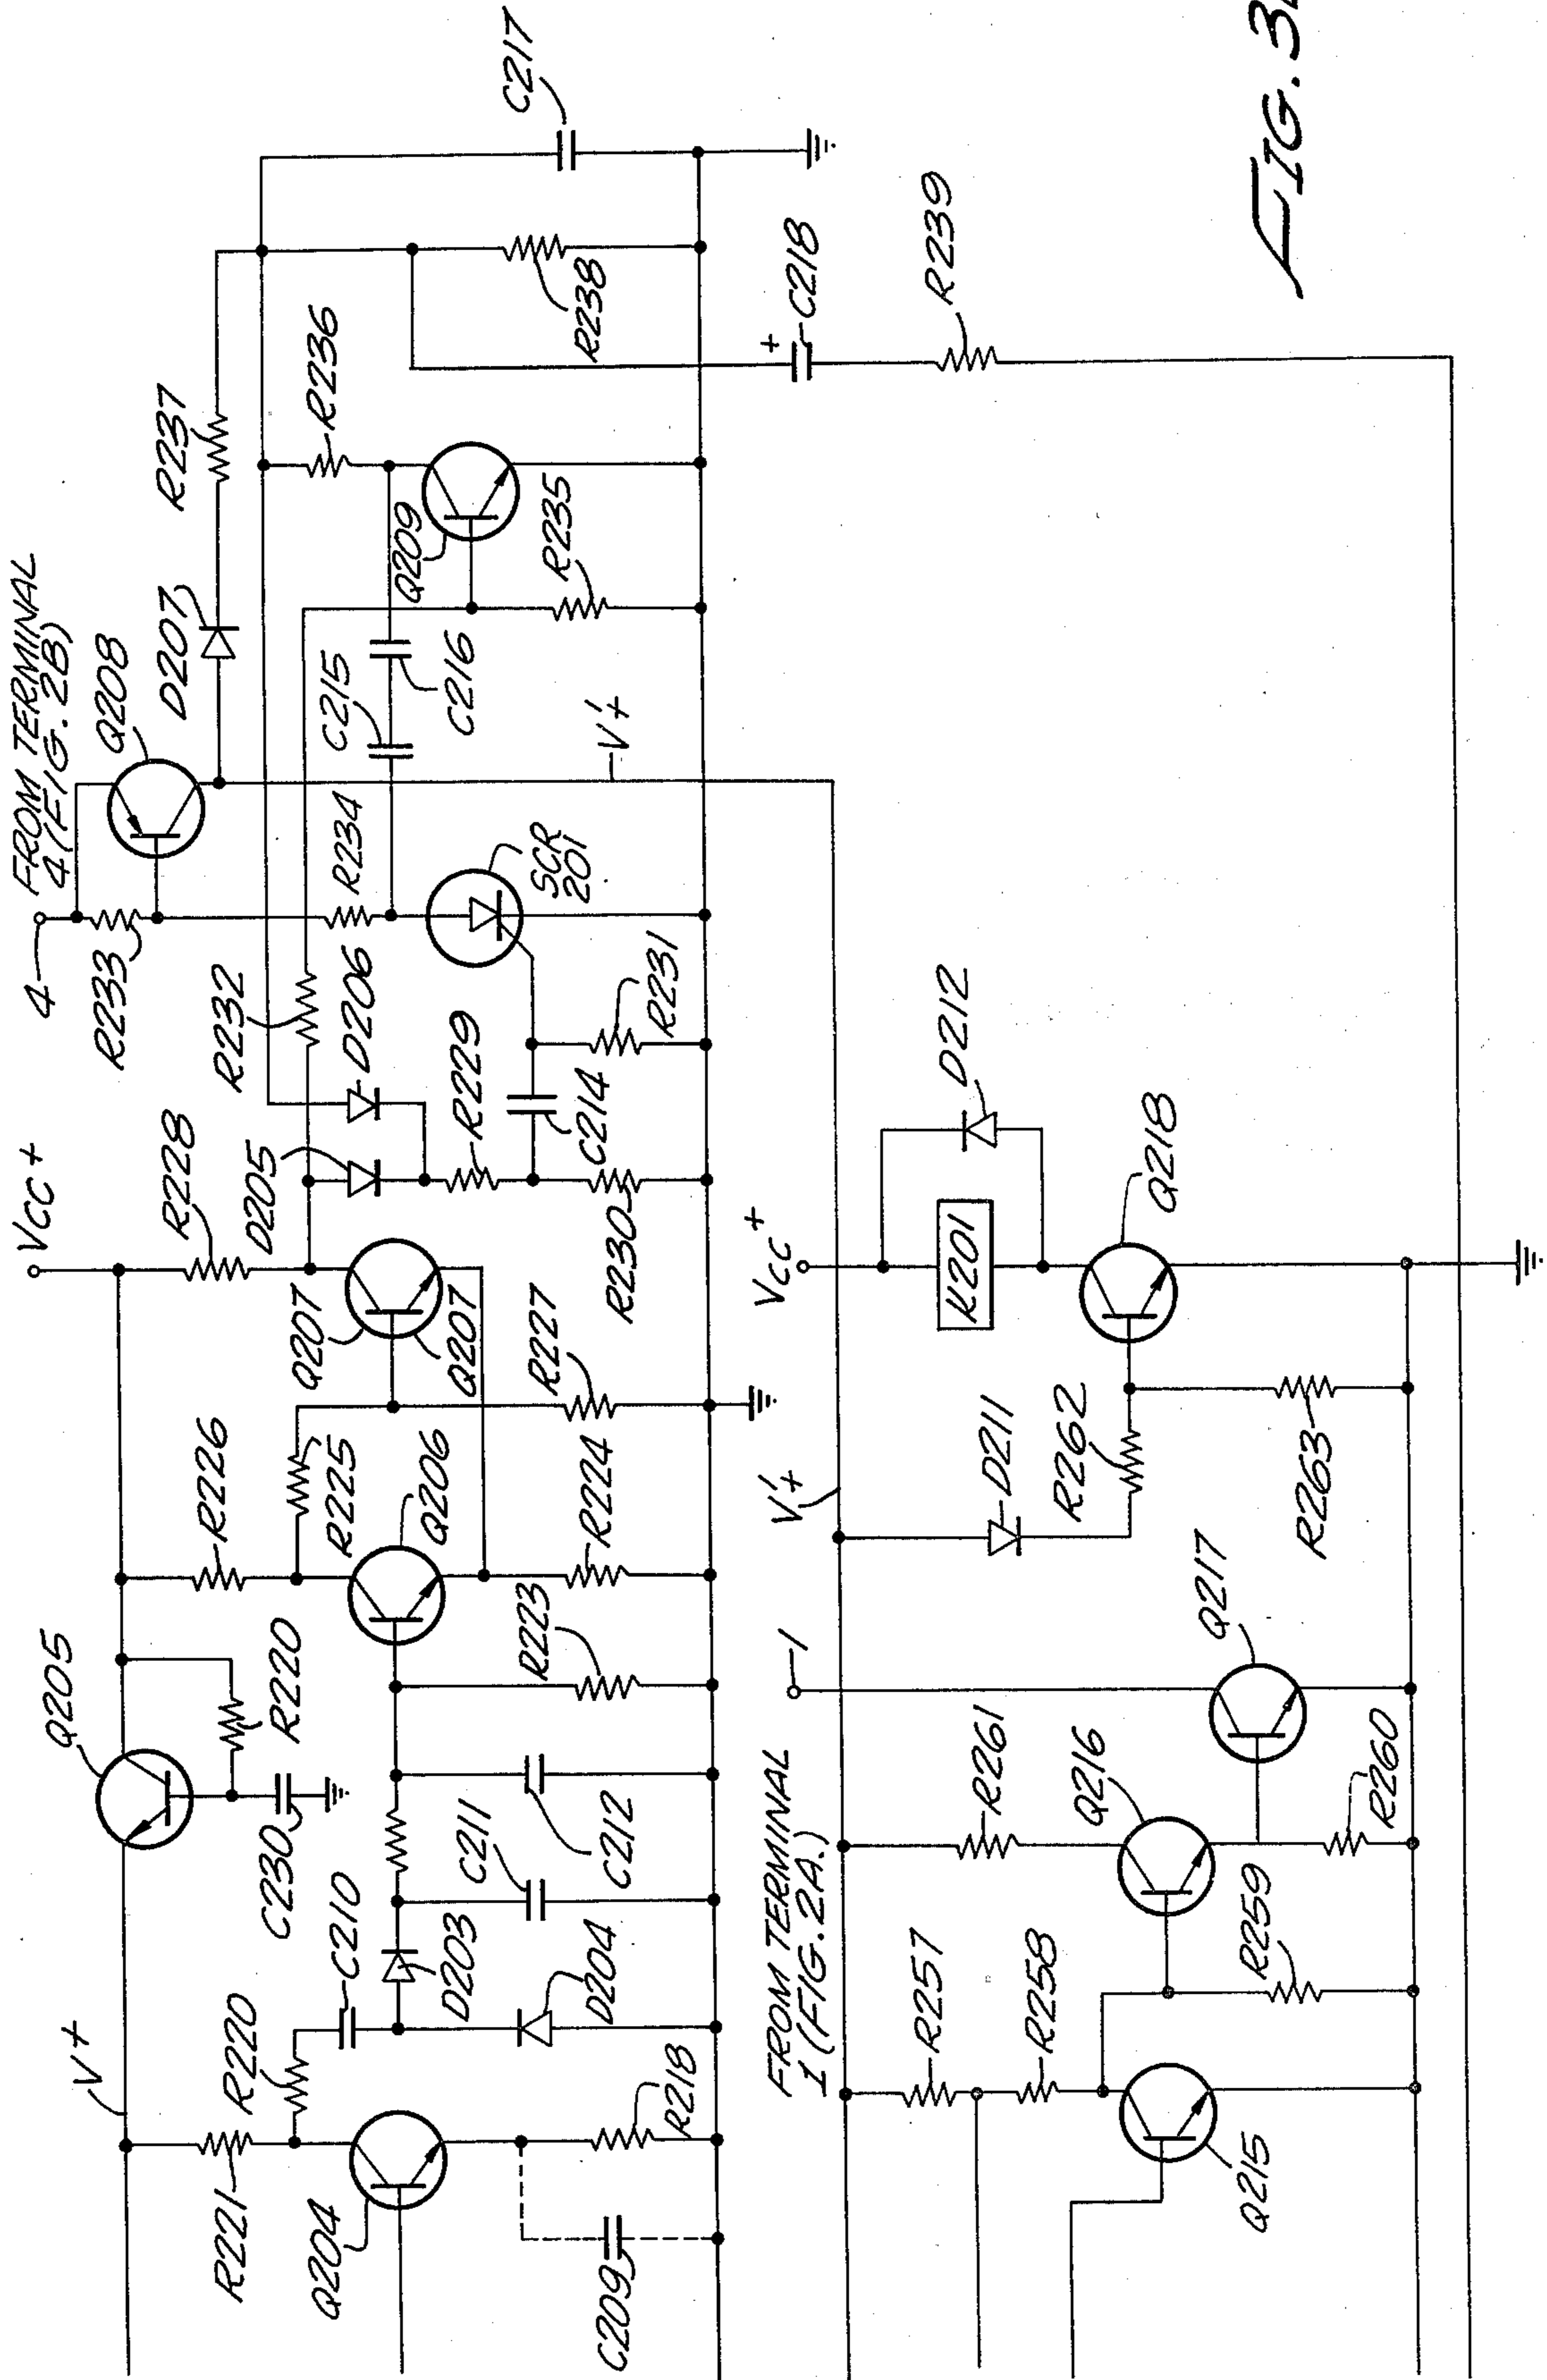 FROM TERMINAL
4 (FIG. 2B)
4
VCC +
V+
Q205
R233
Q208
D207
R237
C217
R228
R232
D206
R226
R220
C230
D205
R234
C215
C216
Q209
R236
R238
R221
R220
C210
R225
Q207
Q207
R229
SCR
201
R235
Q204
D203
C211
Q206
C214
R231
V'+
D204
C212
R223
R224
R227
R230
R218
C209
C218
+
R239
FROM TERMINAL
1 (FIG. 2A.)
1
V'+
VCC +
K201
D212
R257
R258
R261
D211
R262
Q218
Q216
Q217
R259
R260
R263
Q215
FIG. 3